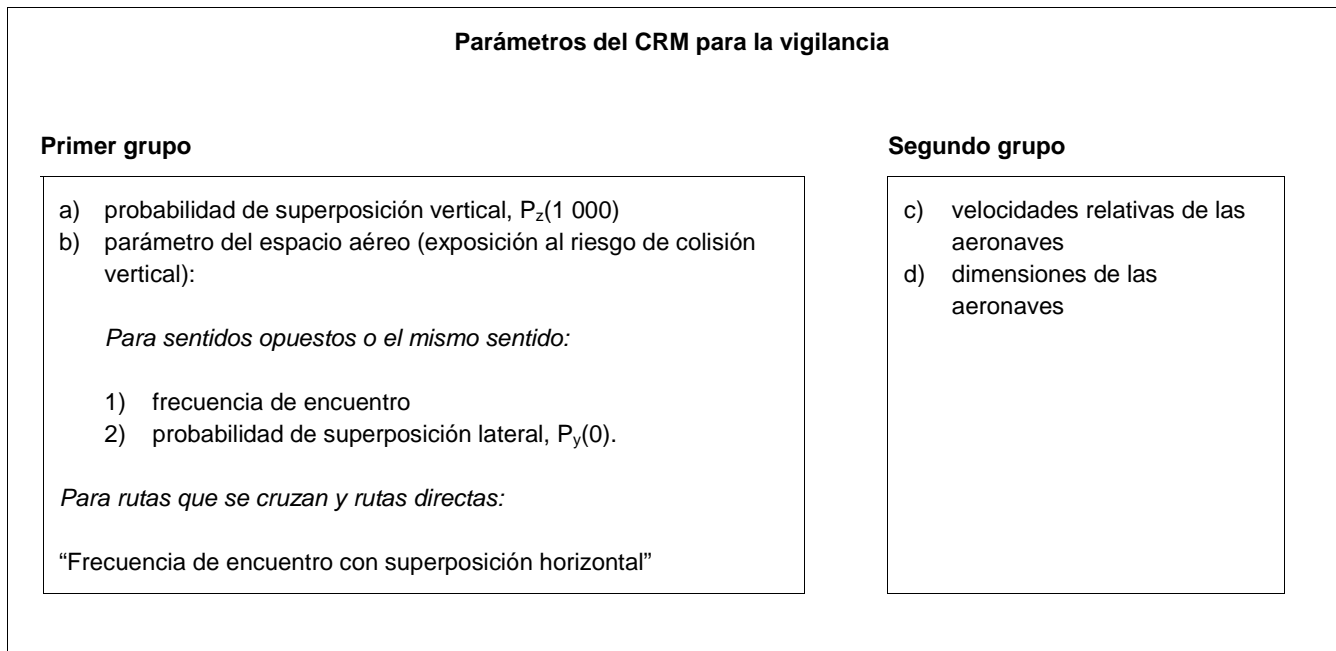 Parámetros del CRM para la vigilancia
Primer grupo
a) probabilidad de superposición vertical, Pz(1 000)
b) parámetro del espacio aéreo (exposición al riesgo de colisión
vertical):
Para sentidos opuestos o el mismo sentido:
1) frecuencia de encuentro
2) probabilidad de superposición lateral, Py(0).
Para rutas que se cruzan y rutas directas:
“Frecuencia de encuentro con superposición horizontal”
Segundo grupo
c) velocidades relativas de las
aeronaves
d) dimensiones de las
aeronaves